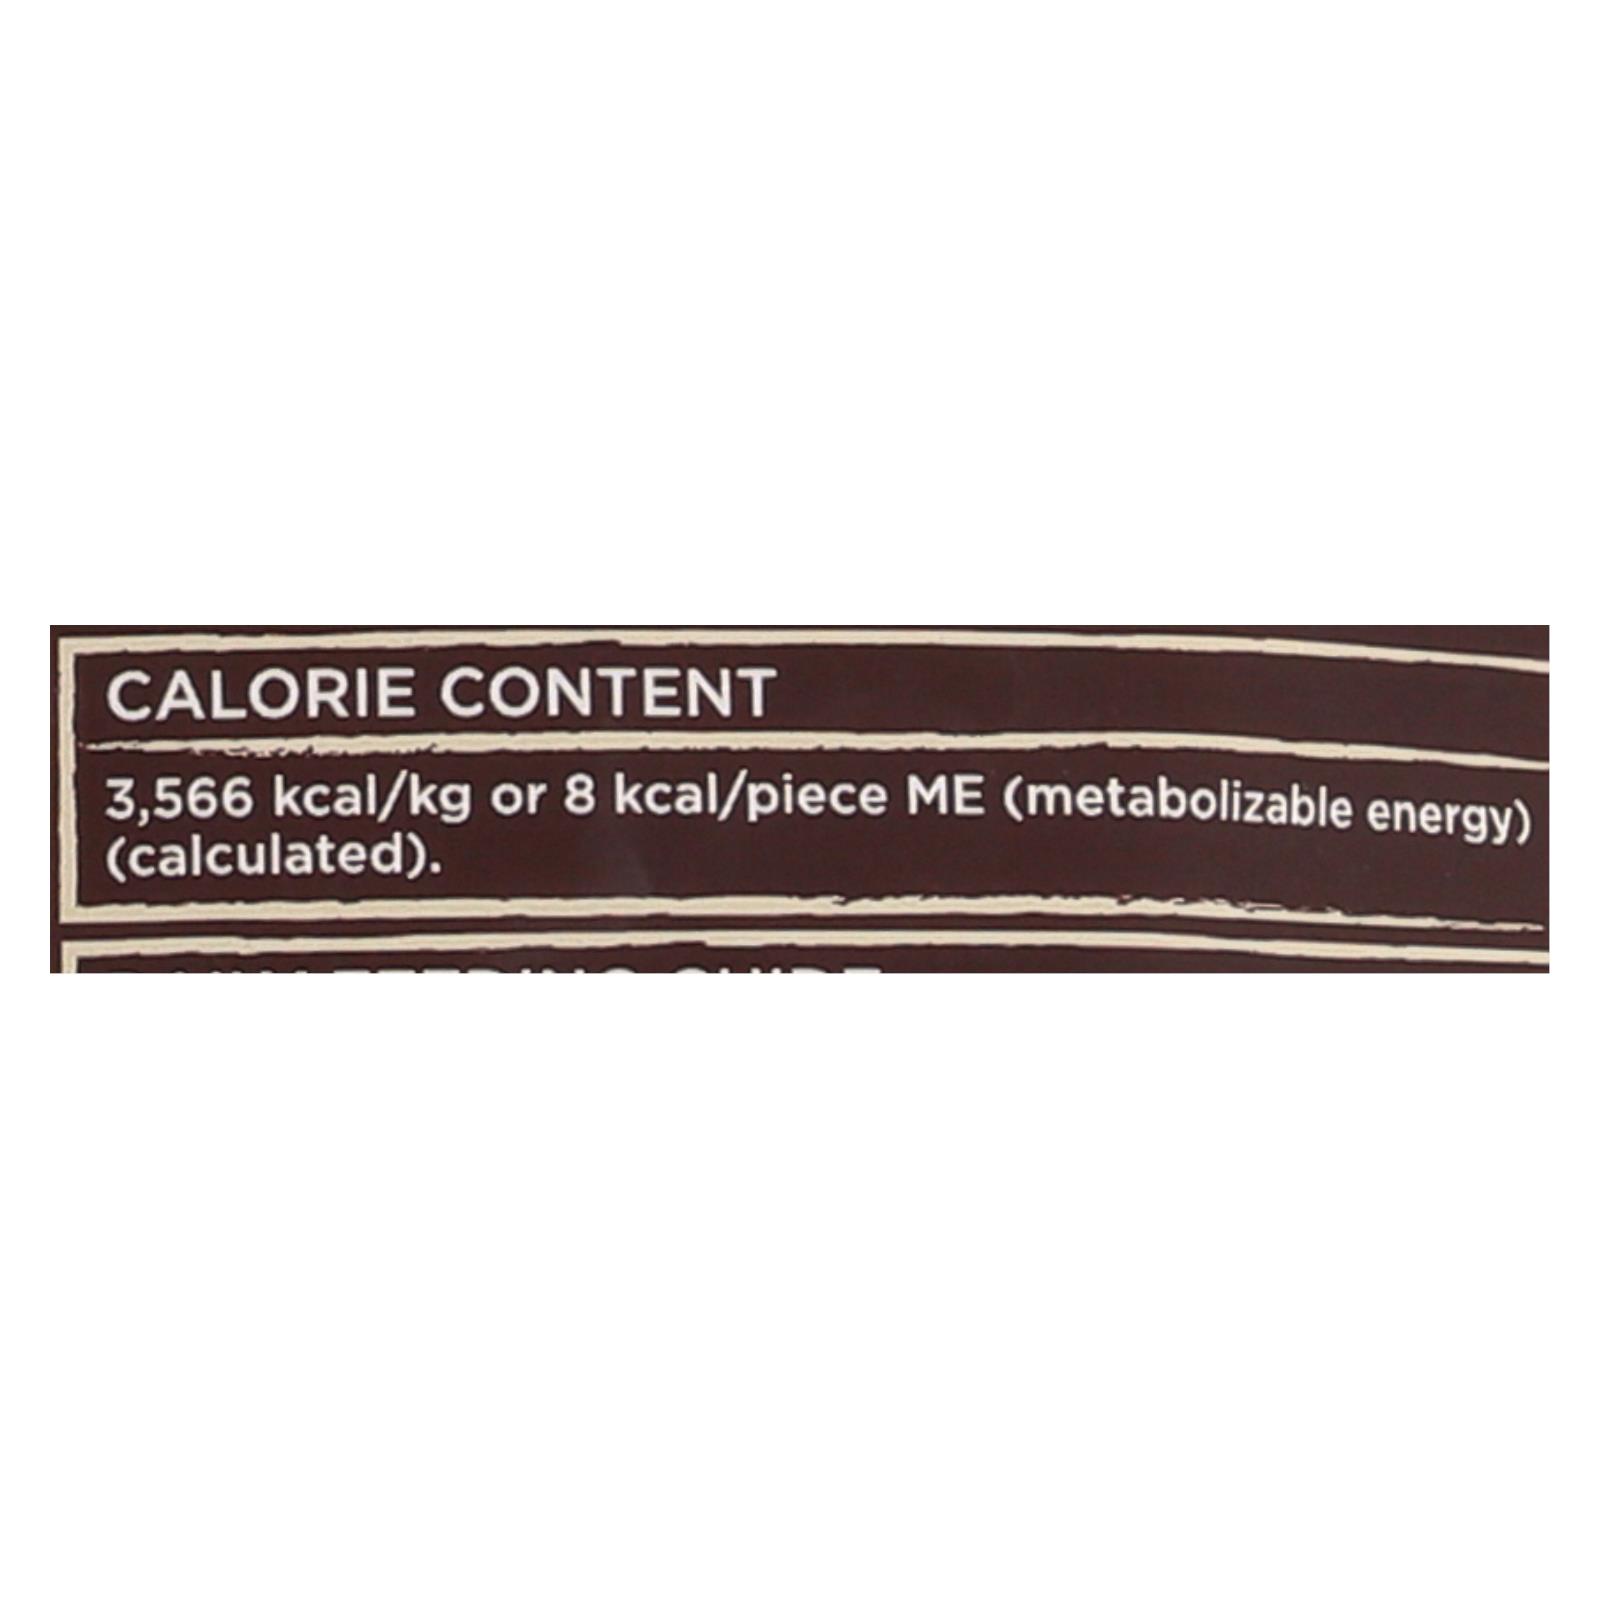 CALORIE CONTENT
3,566 kcal/kg or 8 kcal/piece ME (metabolizable energy)
(calculated).